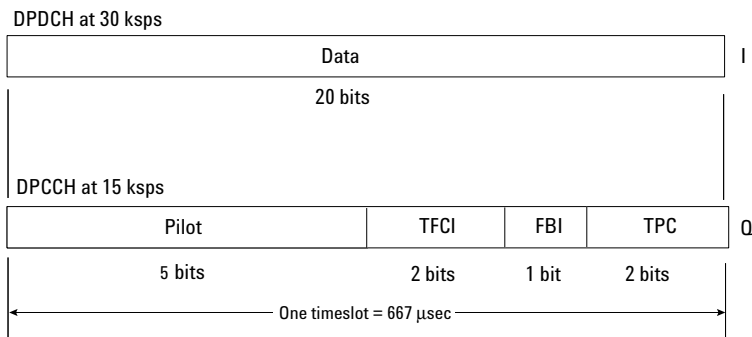 DPDCH at 30 ksps
Data I
20 bits
DPCCH at 15 ksps
Pilot TFCI FBI TPC Q
5 bits 2 bits 1 bit 2 bits
One timeslot = 667 μsec